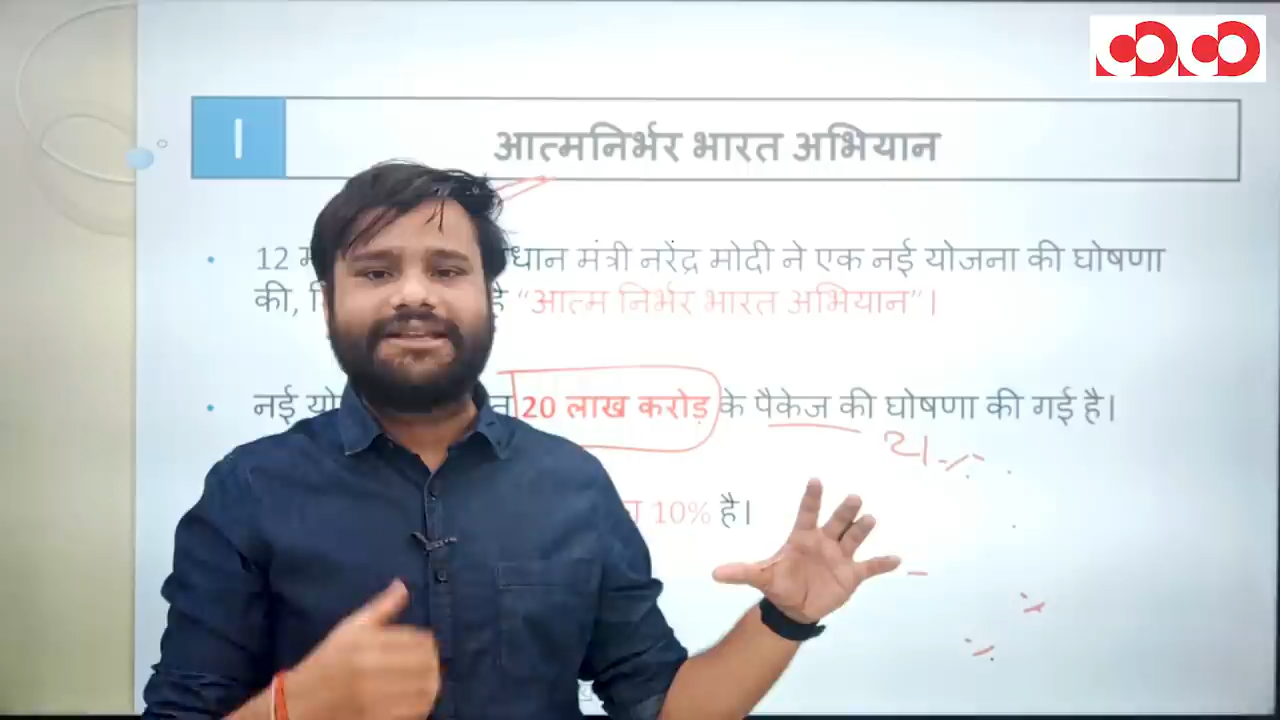 आत्मनिर्भर भारत अभियान
12 मंत्री नरेंद्र मोदी ने एक नई योजना की घोषणा
की, है “आत्म निर्भर भारत अभियान”।
नई 20 लाख करोड़ के पैकेज की घोषणा की गई है।
10% है।